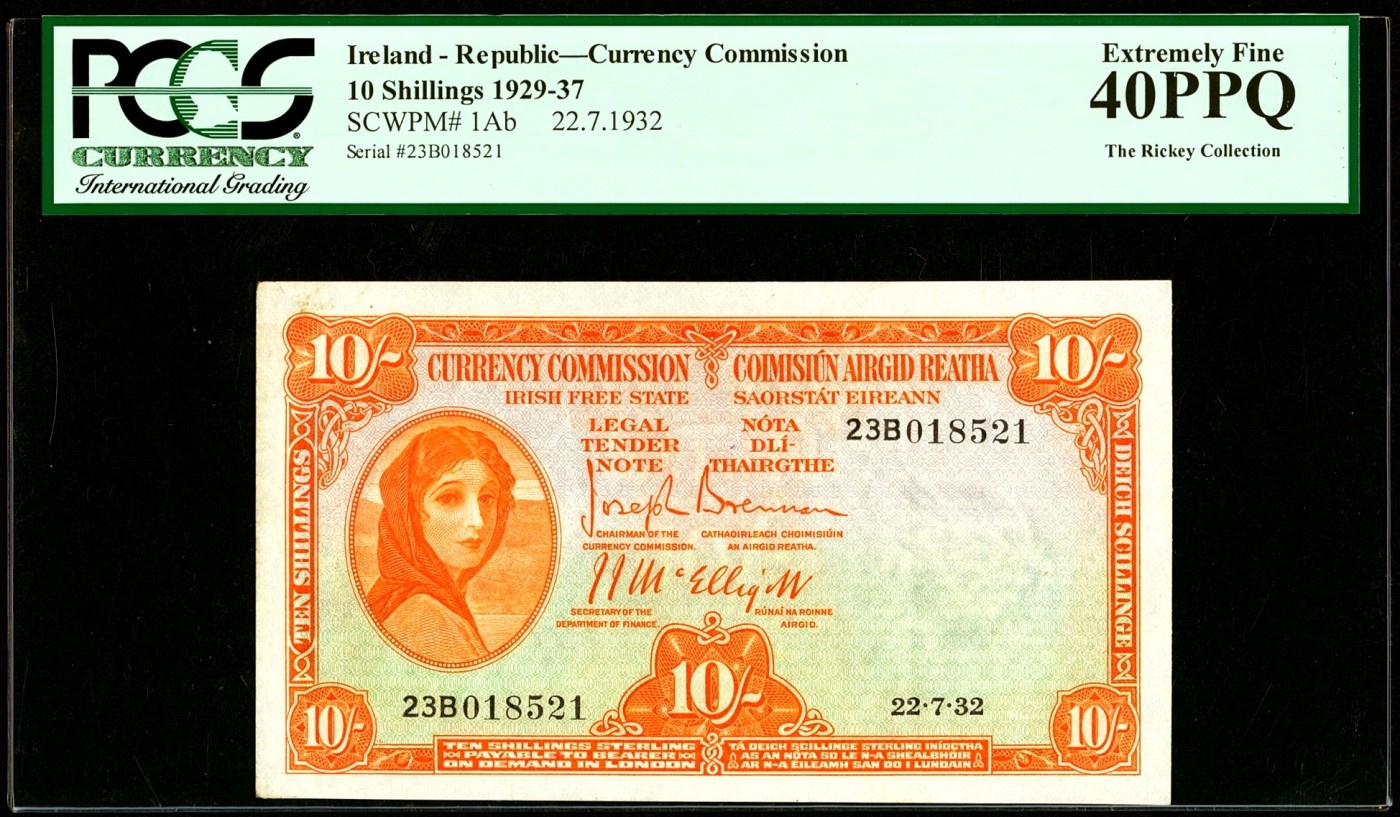 PCGS
CURRENCY
International Grading
Ireland - Republic—Currency Commission
10 Shillings 1929-37
SCWPM# 1Ab 22.7.1932
Serial #23B018521
Extremely Fine
40PPQ
The Rickey Collection
10/-
10/-
CURRENCY COMMISSION
COIMISIÚN AIRGID REATHA
IRISH FREE STATE
SAORSTÁT EIREANN
LEGAL
TENDER
NOTE
NÓTA
DLÍ-
THAIRGTHE
23B018521
Joseph Brennan
CHAIRMAN OF THE
CURRENCY COMMISSION.
CATHAOIRLEACH CHOIMISIÚIN
AN AIRGID REATHA.
J J McElligott
SECRETARY OF THE
DEPARTMENT OF FINANCE.
RÚNAÍ NA ROINNE
AIRGID.
TEN SHILLINGS
DEICH SCILLINGE
23B018521
10/-
22·7·32
10/-
10/-
TEN SHILLINGS STERLING
PAYABLE TO BEARER
ON DEMAND IN LONDON
TÁ DEICH SCILLINGE STERLING INÍOCTHA
AS AN NÓTA SO LE N-A SHEALBHÓIR
AR N-A ÉILEAMH SAN DO I LUNDAIN